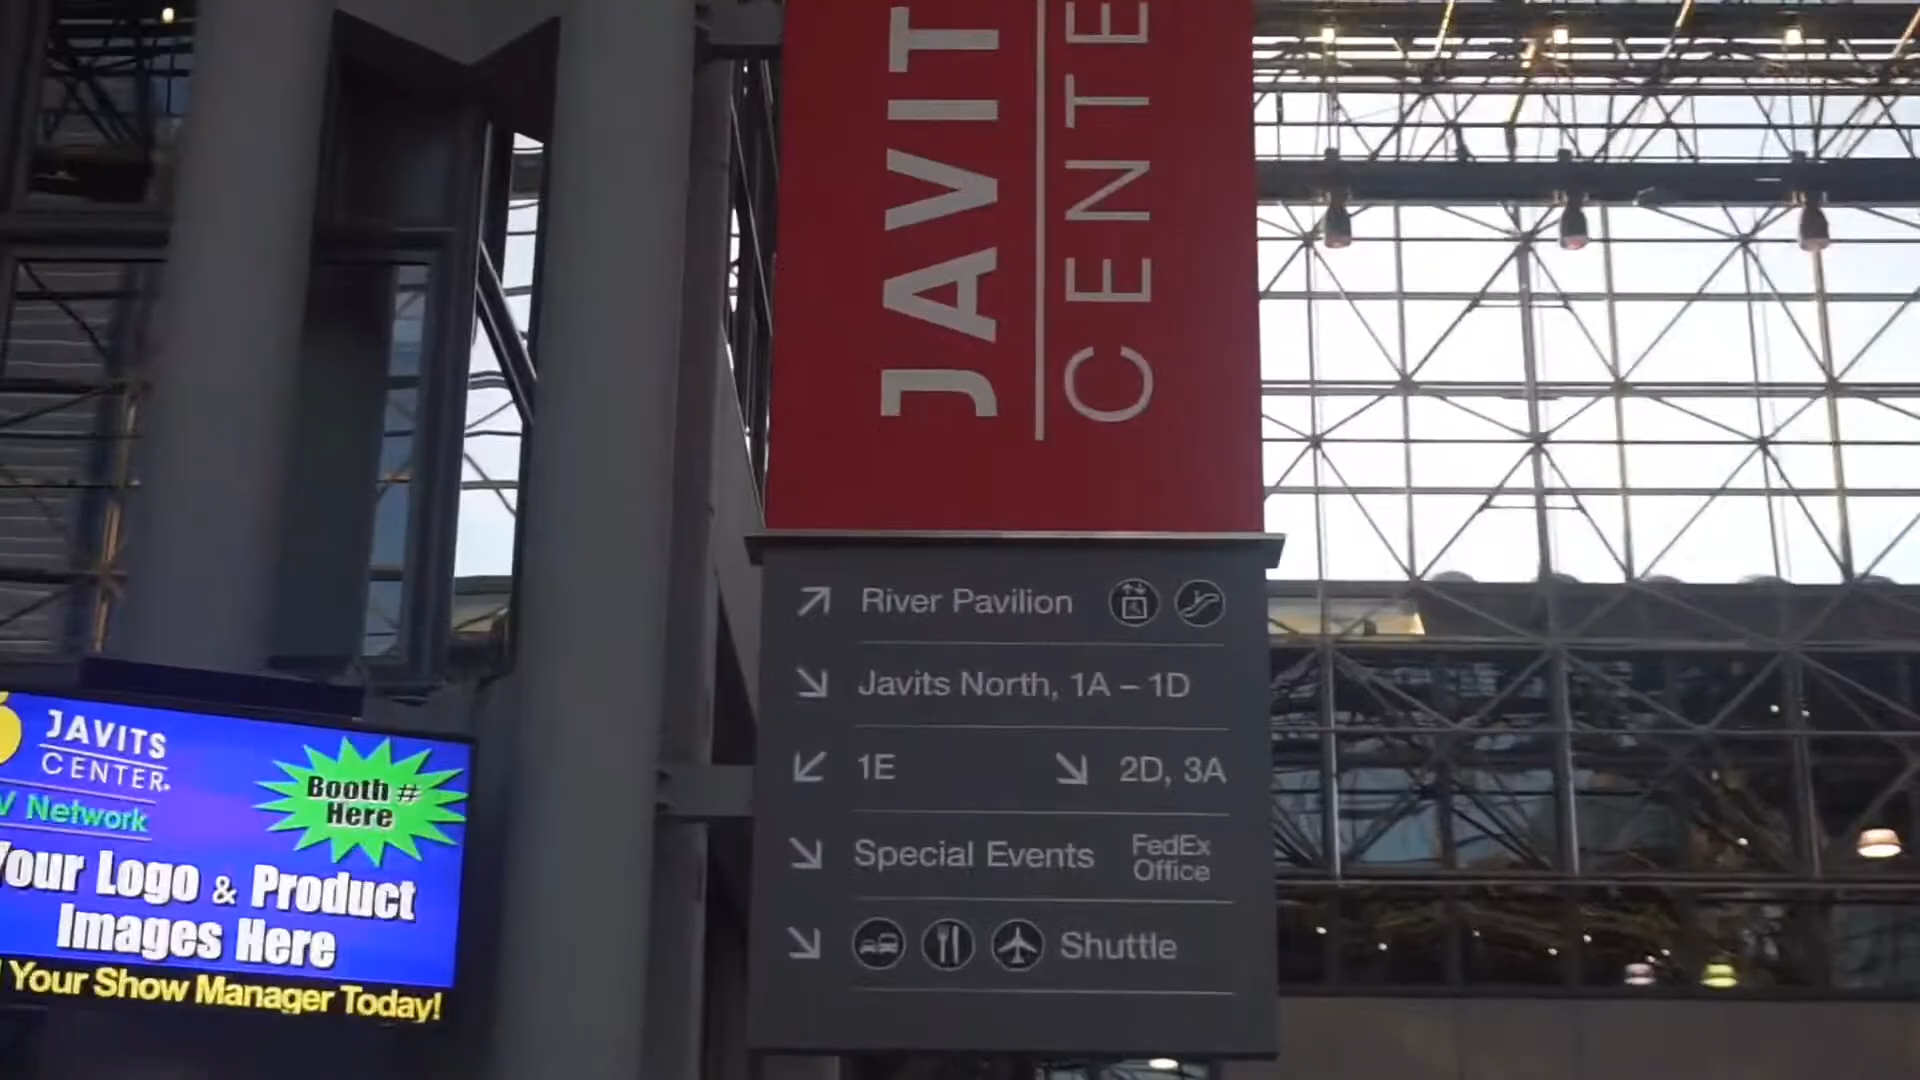 JAVIT
CENTE
River Pavilion
Javits North, 1A – 1D
1E
2D, 3A
Special Events
FedEx
Office
Shuttle
JAVITS
CENTER
V Network
Booth #
Here
Your Logo & Product
Images Here
Your Show Manager Today!